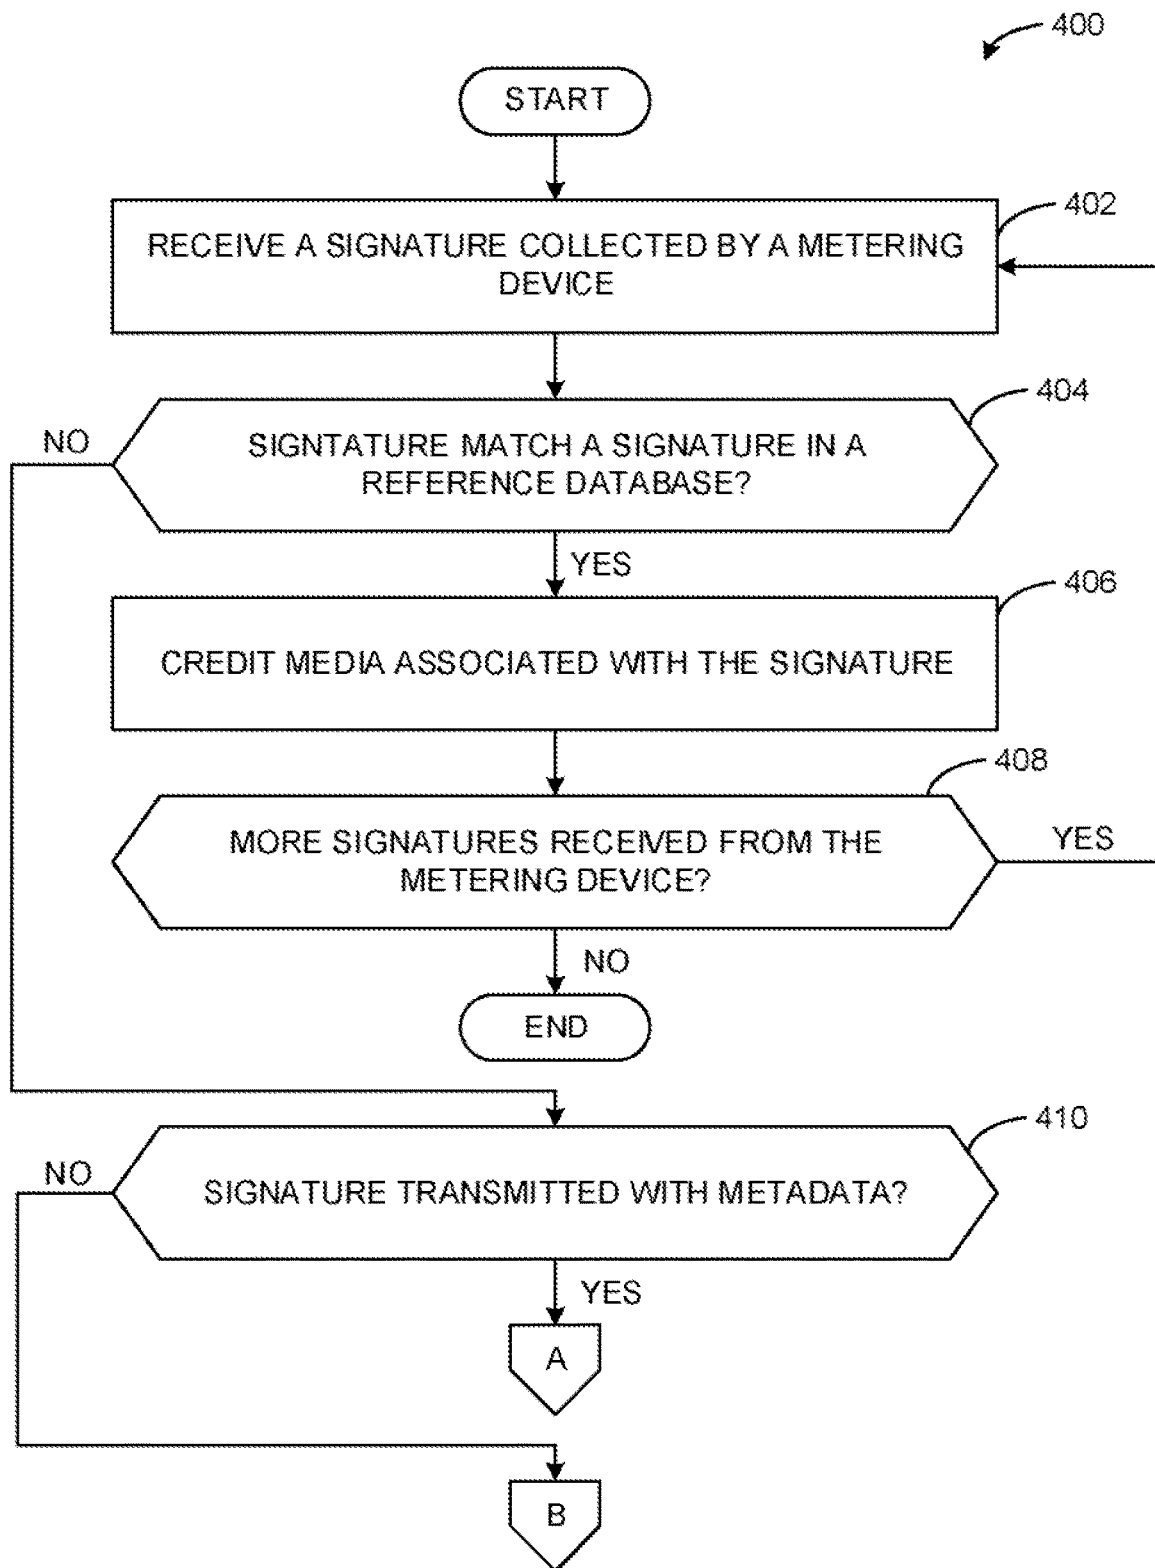 400
START
402
RECEIVE A SIGNATURE COLLECTED BY A METERING
DEVICE
404
NO
SIGNTATURE MATCH A SIGNATURE IN A
REFERENCE DATABASE?
YES
406
CREDIT MEDIA ASSOCIATED WITH THE SIGNATURE
408
MORE SIGNATURES RECEIVED FROM THE
METERING DEVICE?
YES
NO
END
410
NO
SIGNATURE TRANSMITTED WITH METADATA?
YES
A
B